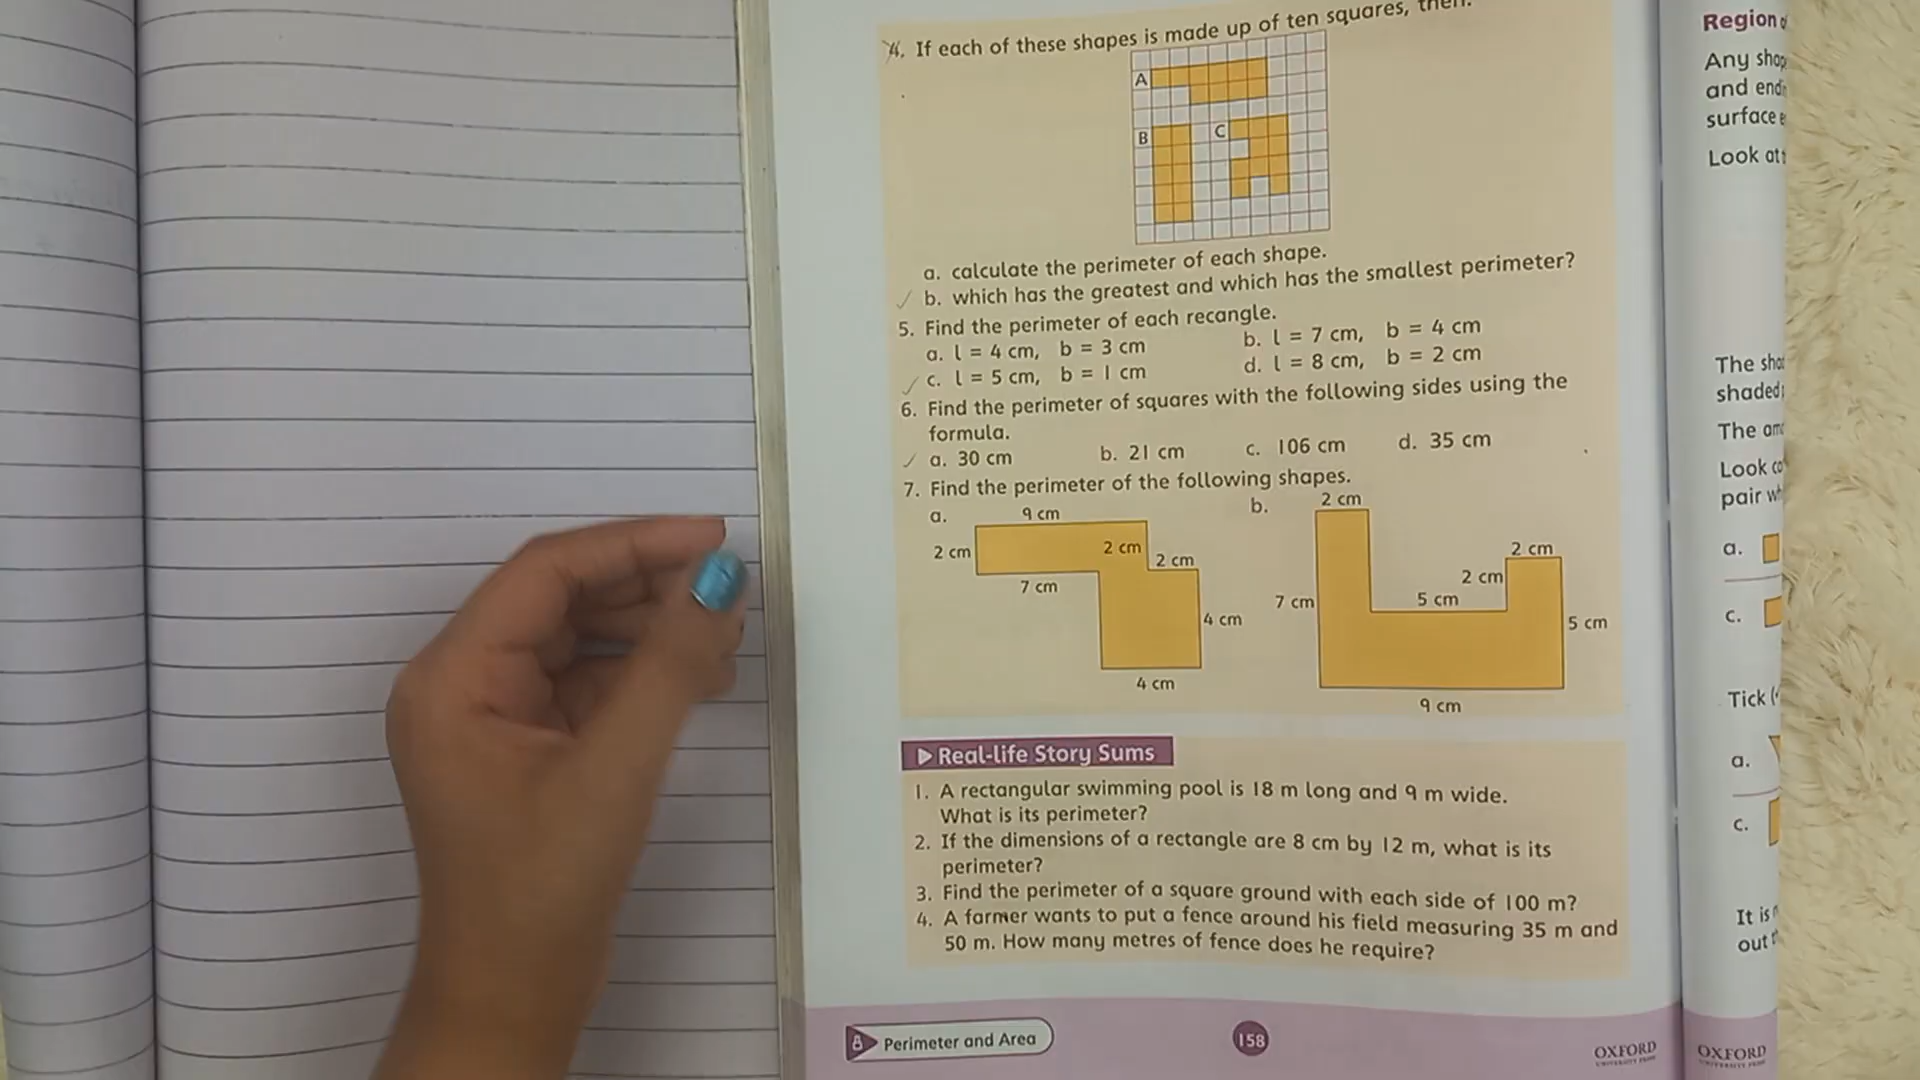 4. If each of these shapes is made up of ten squares, then:
A
B
C
a. calculate the perimeter of each shape.
b. which has the greatest and which has the smallest perimeter?
5. Find the perimeter of each recangle.
a. l = 4 cm, b = 3 cm
b. l = 7 cm, b = 4 cm
c. l = 5 cm, b = 1 cm
d. l = 8 cm, b = 2 cm
6. Find the perimeter of squares with the following sides using the
formula.
a. 30 cm b. 21 cm c. 106 cm d. 35 cm
7. Find the perimeter of the following shapes.
a.
9 cm
2 cm
2 cm
2 cm
7 cm
4 cm
4 cm
b.
2 cm
2 cm
2 cm
5 cm
7 cm
5 cm
9 cm
Real-life Story Sums
1. A rectangular swimming pool is 18 m long and 9 m wide.
What is its perimeter?
2. If the dimensions of a rectangle are 8 cm by 12 m, what is its
perimeter?
3. Find the perimeter of a square ground with each side of 100 m?
4. A farmer wants to put a fence around his field measuring 35 m and
50 m. How many metres of fence does he require?
8 Perimeter and Area
158
OXFORD
UNIVERSITY PRESS
Region
Any
and
surface
Look at
The
shaded
The
Look
pair
a.
c.
Tick
a.
c.
It is
out
OXFORD
UNIVERSITY PRESS